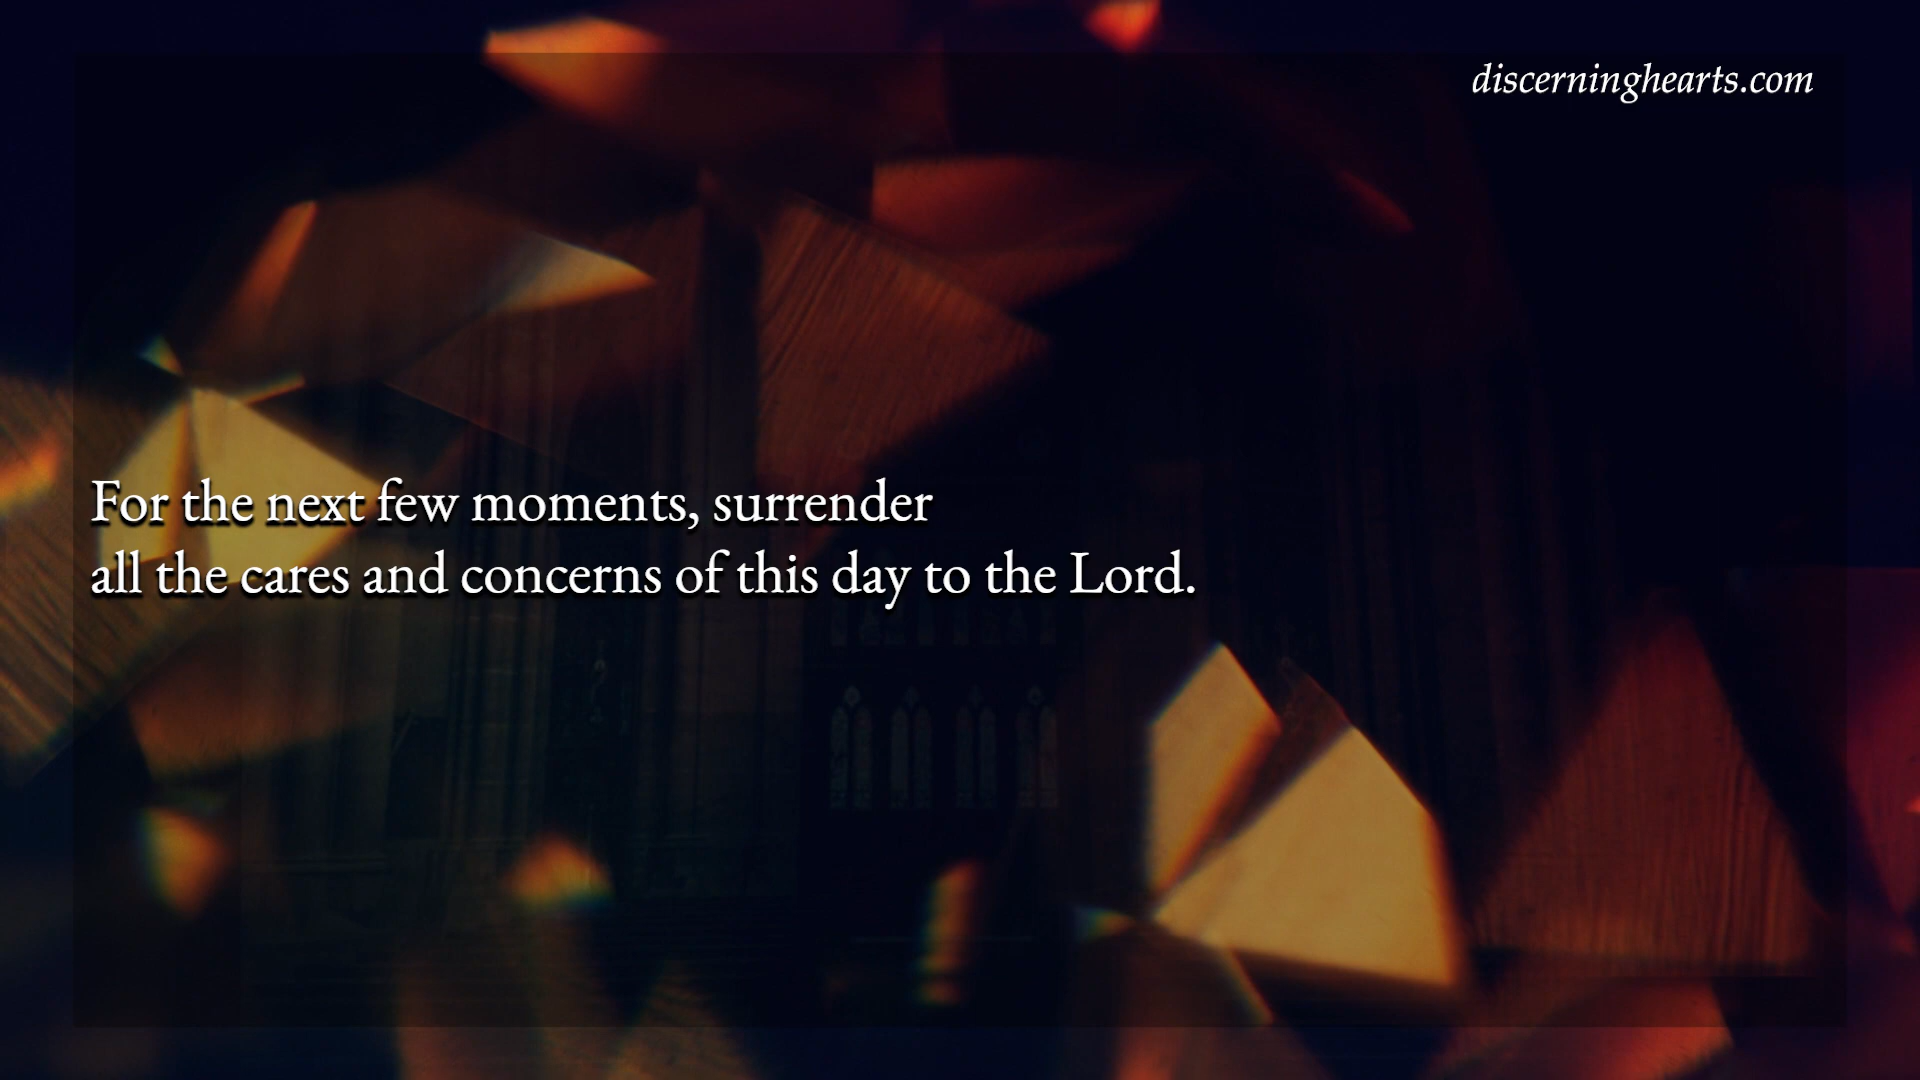 discerninghearts.com
For the next few moments, surrender
all the cares and concerns of this day to the Lord.